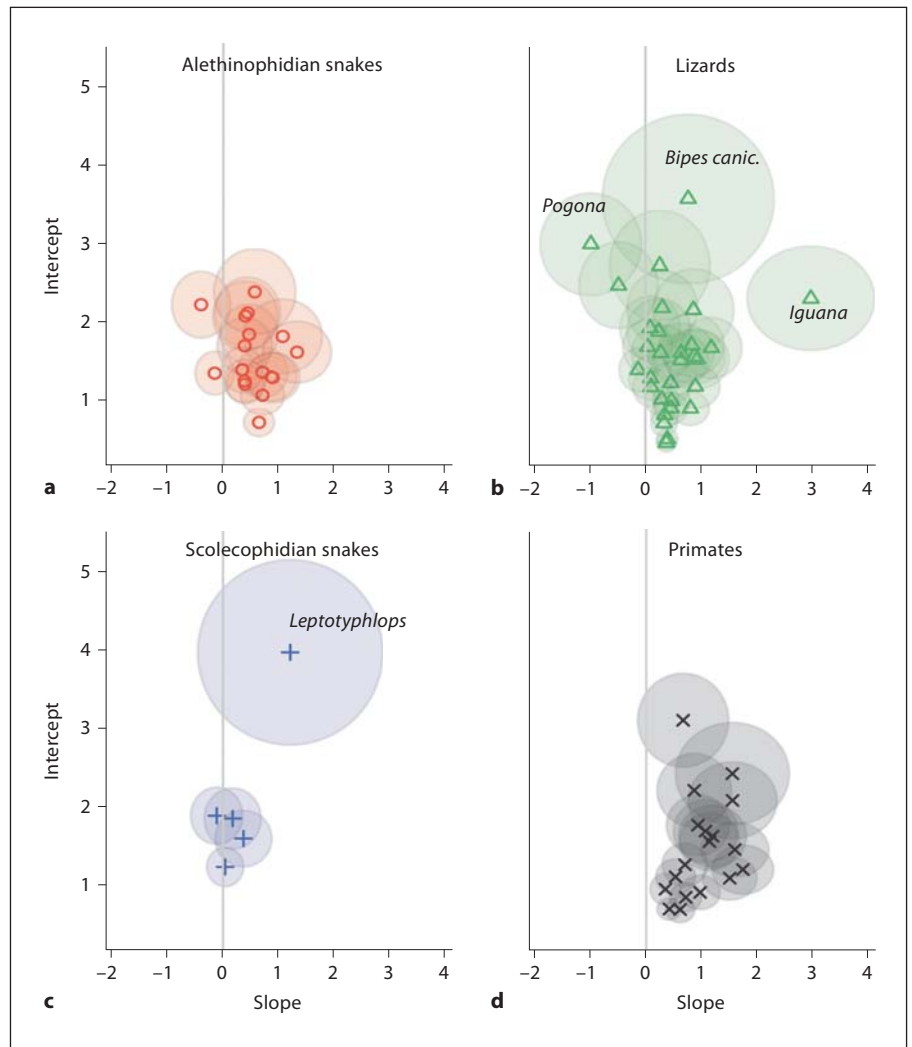 Alethinophidian snakes
5
4
3
2
1
Intercept
a
–2 –1 0 1 2 3 4
Lizards
Bipes canic.
Pogona
Iguana
b
–2 –1 0 1 2 3 4
Scolecophidian snakes
5
4
3
2
1
Intercept
Leptotyphlops
–2 –1 0 1 2 3 4
c
Slope
Primates
–2 –1 0 1 2 3 4
d
Slope